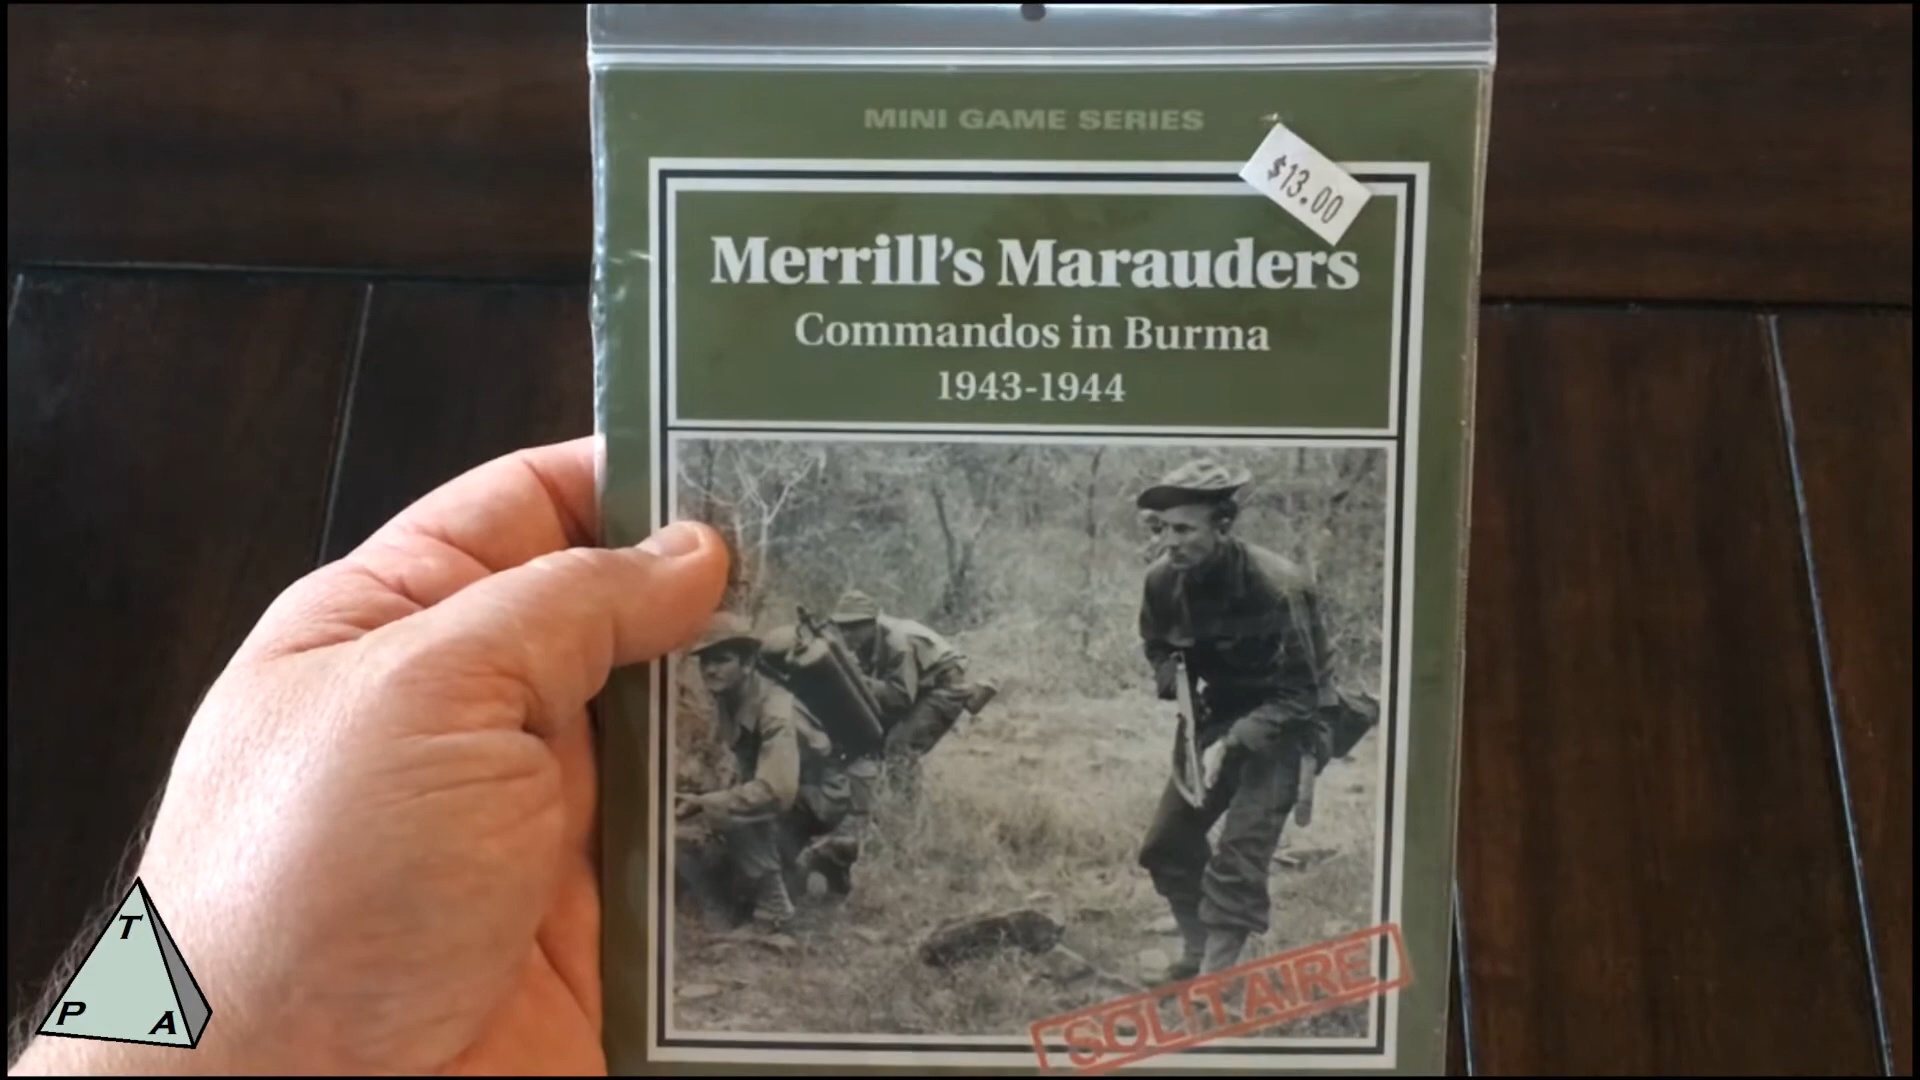 MINI GAME SERIES
$13.00
Merrill's Marauders
Commandos in Burma
1943-1944
SOLITAIRE
T
P A